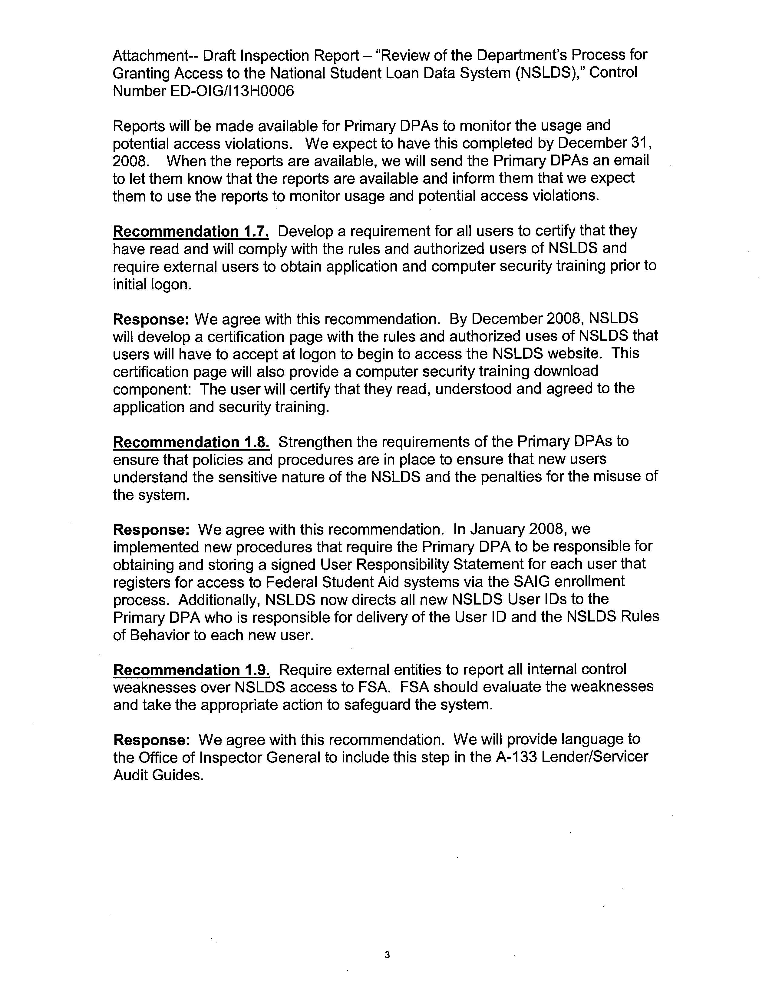 Attachment-- Draft Inspection Report – “Review of the Department’s Process for
Granting Access to the National Student Loan Data System (NSLDS),” Control
Number ED-OIG/I13H0006
Reports will be made available for Primary DPAs to monitor the usage and
potential access violations. We expect to have this completed by December 31,
2008. When the reports are available, we will send the Primary DPAs an email
to let them know that the reports are available and inform them that we expect
them to use the reports to monitor usage and potential access violations.
Recommendation 1.7. Develop a requirement for all users to certify that they
have read and will comply with the rules and authorized users of NSLDS and
require external users to obtain application and computer security training prior to
initial logon.
Response: We agree with this recommendation. By December 2008, NSLDS
will develop a certification page with the rules and authorized uses of NSLDS that
users will have to accept at logon to begin to access the NSLDS website. This
certification page will also provide a computer security training download
component: The user will certify that they read, understood and agreed to the
application and security training.
Recommendation 1.8. Strengthen the requirements of the Primary DPAs to
ensure that policies and procedures are in place to ensure that new users
understand the sensitive nature of the NSLDS and the penalties for the misuse of
the system.
Response: We agree with this recommendation. In January 2008, we
implemented new procedures that require the Primary DPA to be responsible for
obtaining and storing a signed User Responsibility Statement for each user that
registers for access to Federal Student Aid systems via the SAIG enrollment
process. Additionally, NSLDS now directs all new NSLDS User IDs to the
Primary DPA who is responsible for delivery of the User ID and the NSLDS Rules
of Behavior to each new user.
Recommendation 1.9. Require external entities to report all internal control
weaknesses over NSLDS access to FSA. FSA should evaluate the weaknesses
and take the appropriate action to safeguard the system.
Response: We agree with this recommendation. We will provide language to
the Office of Inspector General to include this step in the A-133 Lender/Servicer
Audit Guides.
3